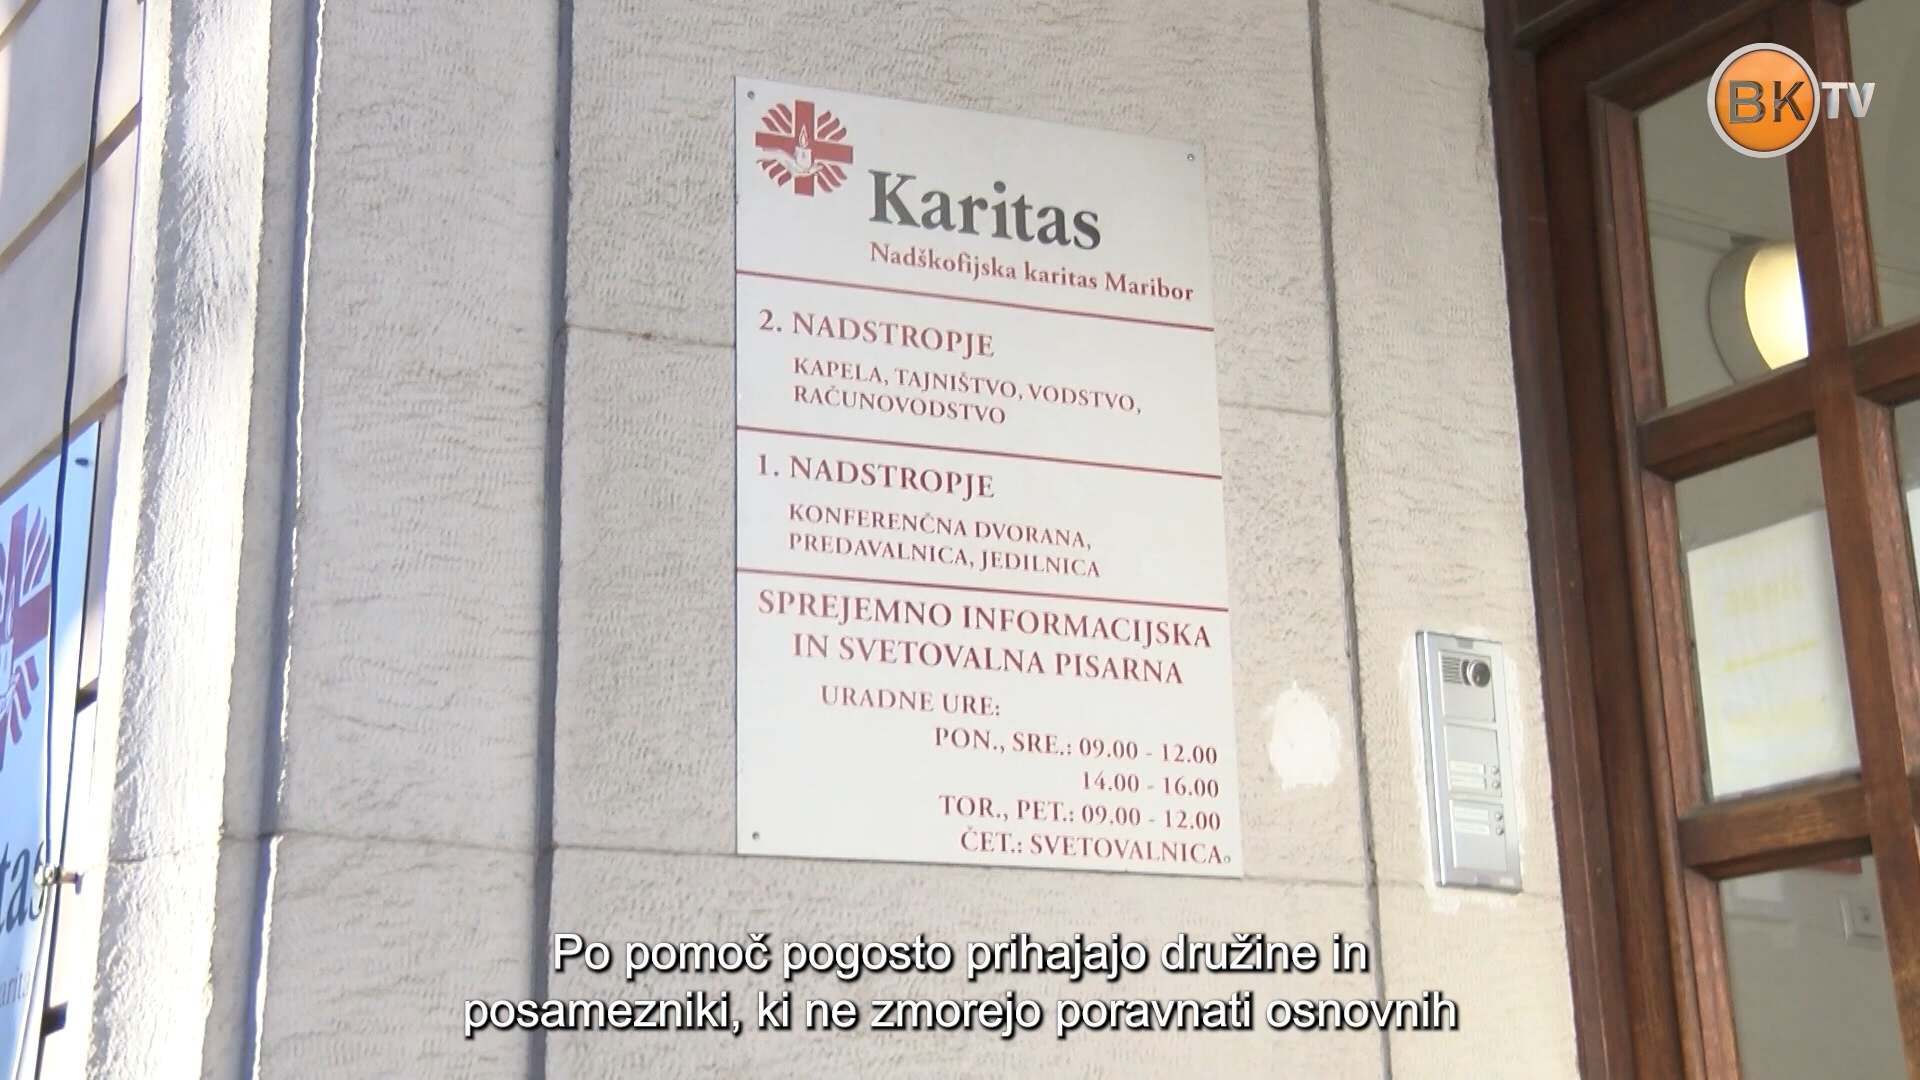 BK TV
Karitas
Nadškofijska karitas Maribor
2. NADSTROPJE
KAPELA, TAJNIŠTVO, VODSTVO,
RAČUNOVODSTVO
1. NADSTROPJE
KONFERENČNA DVORANA,
PREDAVALNICA, JEDILNICA
SPREJEMNO INFORMACIJSKA
IN SVETOVALNA PISARNA
URADNE URE:
PON., SRE.: 09.00 - 12.00
14.00 - 16.00
TOR., PET.: 09.00 - 12.00
ČET.: SVETOVALNICA
Po pomoč pogosto prihajajo družine in
posamezniki, ki ne zmorejo poravnati osnovnih